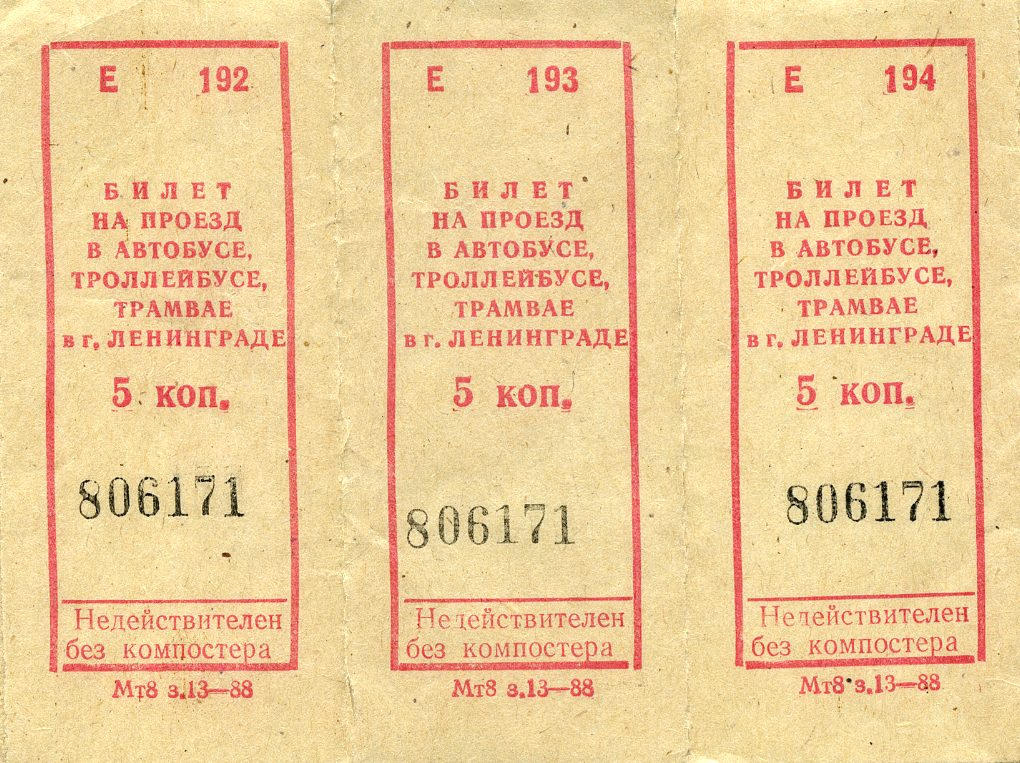 Е 192
БИЛЕТ
НА ПРОЕЗД
В АВТОБУСЕ,
ТРОЛЛЕЙБУСЕ,
ТРАМВАЕ
в г. ЛЕНИНГРАДЕ
5 коп.
806171
Недействителен
без компостера
Мт8 з.13—88
Е 193
БИЛЕТ
НА ПРОЕЗД
В АВТОБУСЕ,
ТРОЛЛЕЙБУСЕ,
ТРАМВАЕ
в г. ЛЕНИНГРАДЕ
5 коп.
806171
Недействителен
без компостера
Мт8 з.13—88
Е 194
БИЛЕТ
НА ПРОЕЗД
В АВТОБУСЕ,
ТРОЛЛЕЙБУСЕ,
ТРАМВАЕ
в г. ЛЕНИНГРАДЕ
5 коп.
806171
Недействителен
без компостера
Мт8 з.13—88